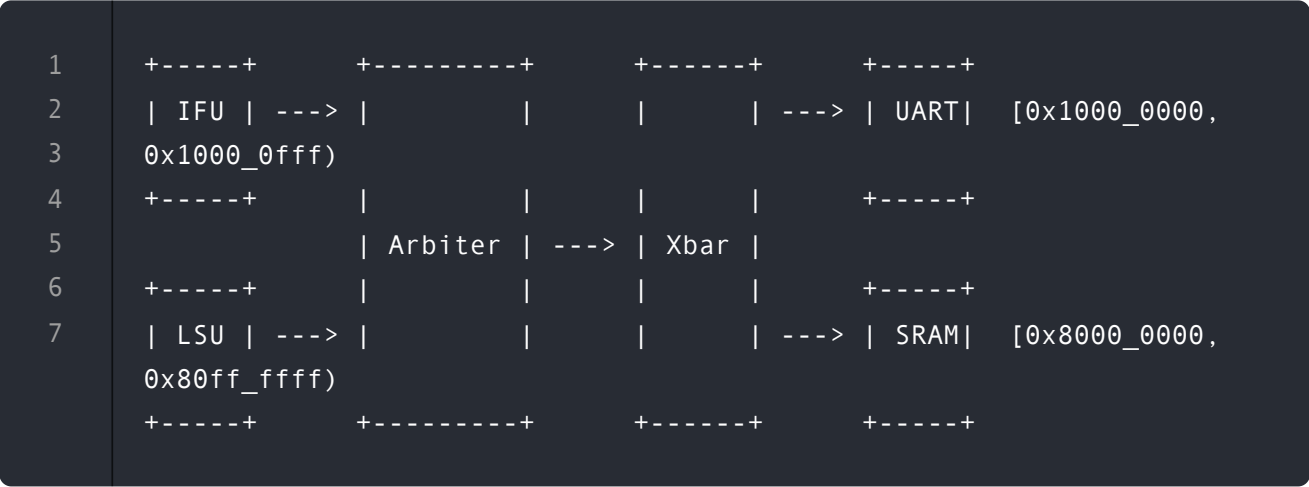 1 +-----+      +---------+      +------+      +-----+
2 | IFU | ---> |         |      |      | ---> | UART|  [0x1000_0000,
3 0x1000_0fff)
4 +-----+      |         |      |      |      +-----+
5              | Arbiter | ---> | Xbar |
6 +-----+      |         |      |      |      +-----+
7 | LSU | ---> |         |      |      | ---> | SRAM|  [0x8000_0000,
0x80ff_ffff)
+-----+      +---------+      +------+      +-----+